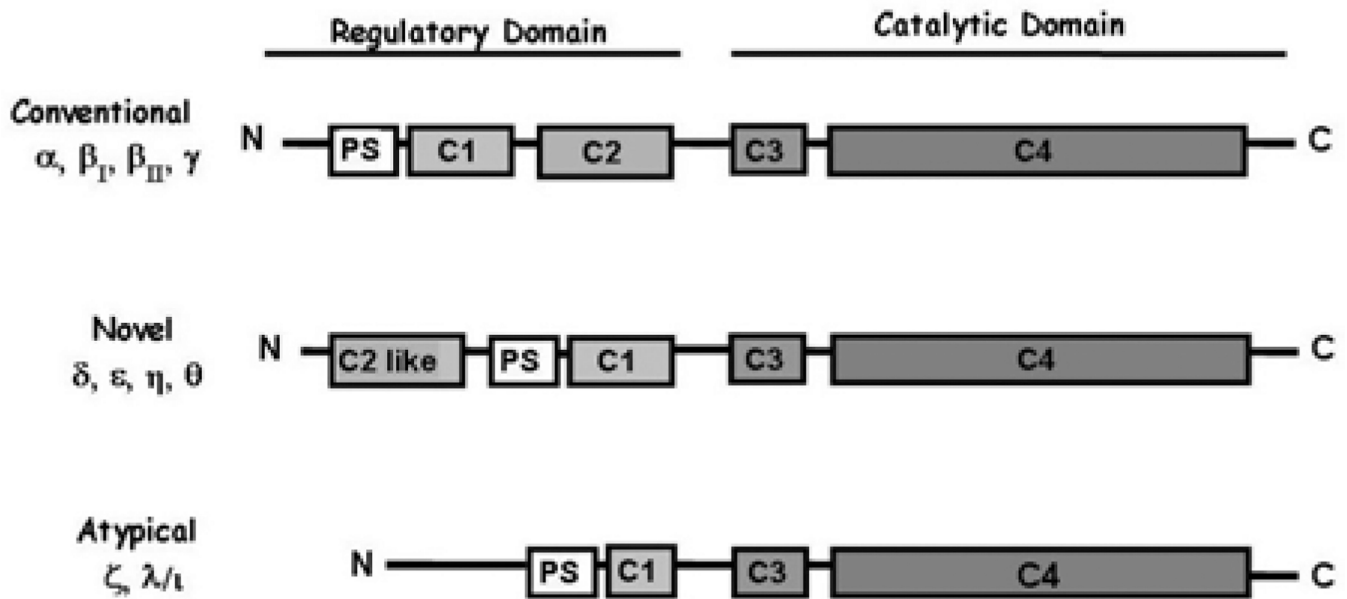 Regulatory Domain
Catalytic Domain
Conventional
α, βI, βII, γ
N
PS
C1
C2
C3
C4
C
Novel
δ, ε, η, θ
N
C2 like
PS
C1
C3
C4
C
Atypical
ζ, λ/ι
N
PS
C1
C3
C4
C